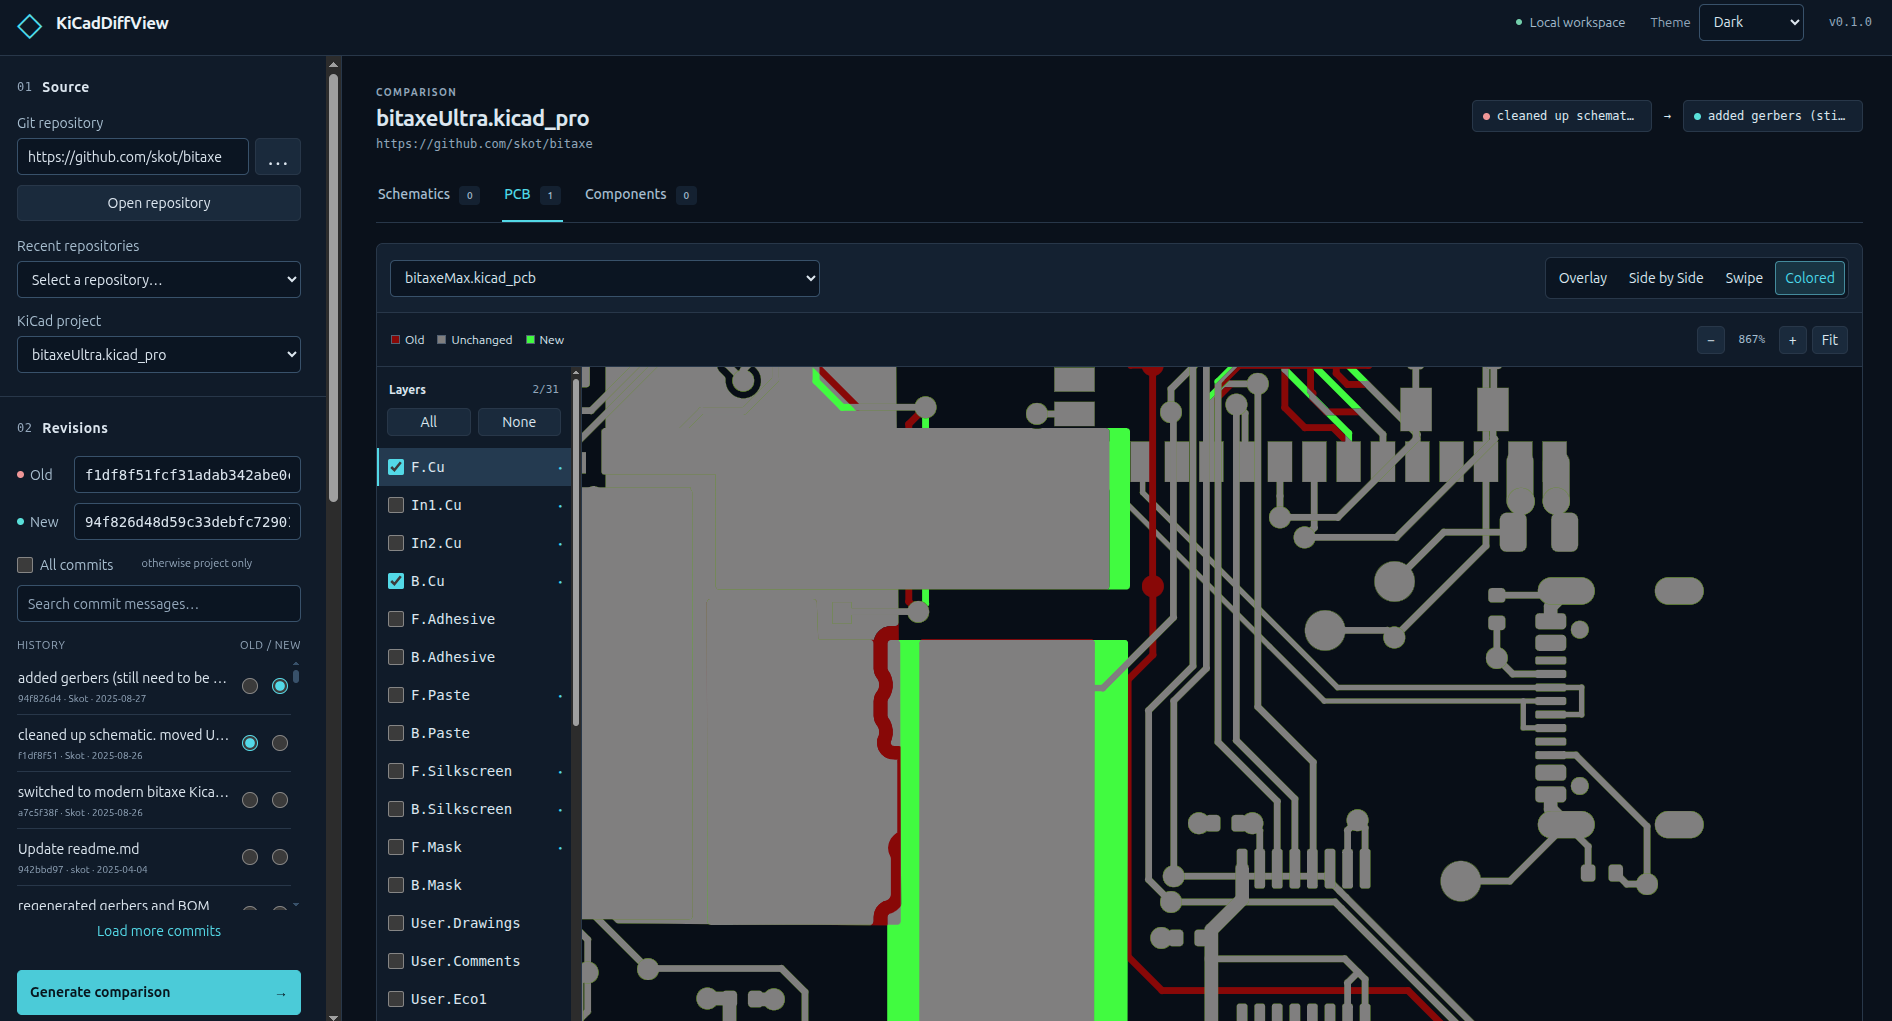 KiCadDiffView
Local workspace
Theme
Dark
v0.1.0
01 Source
Git repository
https://github.com/skot/bitaxe
...
Open repository
Recent repositories
Select a repository...
KiCad project
bitaxeUltra.kicad_pro
02 Revisions
Old
f1df8f51fcf31adab342abe0
New
94f826d48d59c33debfc7290
All commits
otherwise project only
Search commit messages...
HISTORY
OLD / NEW
added gerbers (still need to be ...
94f826d4 · Skot · 2025-08-27
cleaned up schematic. moved U...
f1df8f51 · Skot · 2025-08-26
switched to modern bitaxe Kica...
a7c5f38f · Skot · 2025-08-26
Update readme.md
942bbd97 · skot · 2025-04-04
regenerated gerbers and BOM
Load more commits
Generate comparison →
COMPARISON
bitaxeUltra.kicad_pro
https://github.com/skot/bitaxe
cleaned up schemat…
→
added gerbers (sti…
Schematics 0
PCB 1
Components 0
bitaxeMax.kicad_pcb
Overlay
Side by Side
Swipe
Colored
Old
Unchanged
New
−
867%
+
Fit
Layers
2/31
All
None
F.Cu
In1.Cu
In2.Cu
B.Cu
F.Adhesive
B.Adhesive
F.Paste
B.Paste
F.Silkscreen
B.Silkscreen
F.Mask
B.Mask
User.Drawings
User.Comments
User.Eco1